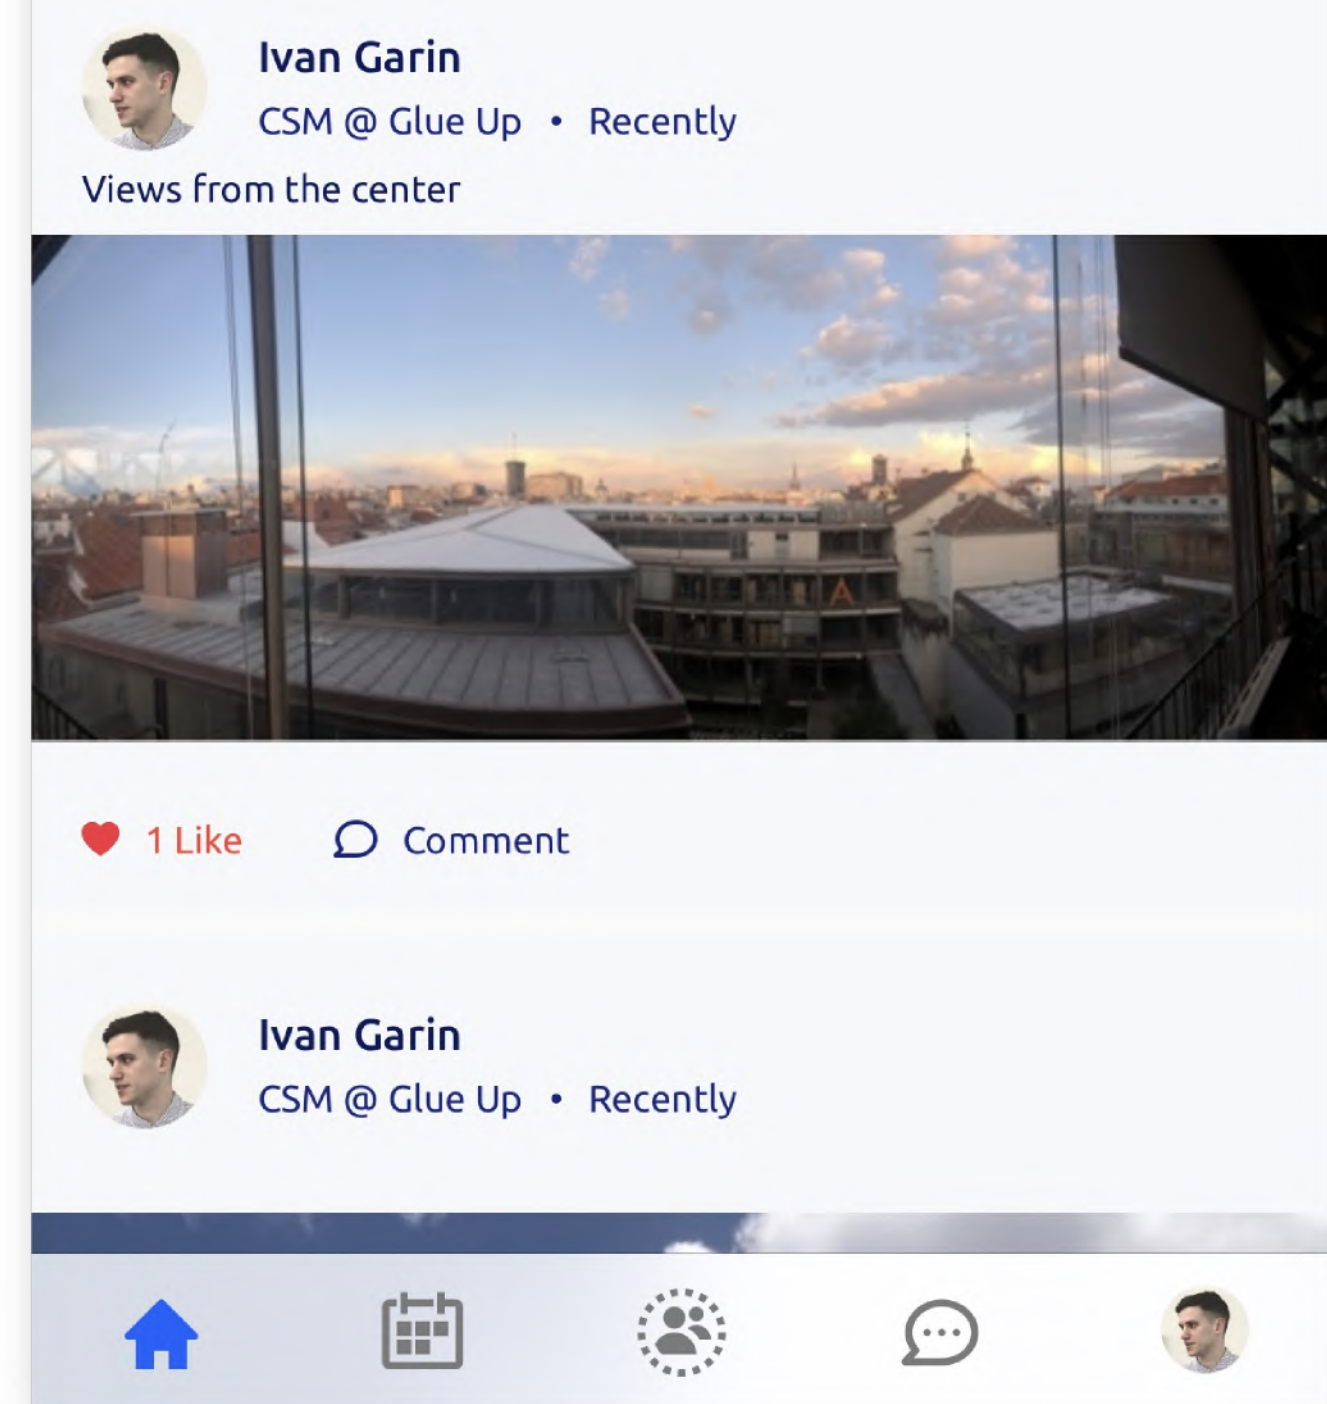 Ivan Garin
CSM @ Glue Up • Recently
Views from the center
A
1 Like Comment
Ivan Garin
CSM @ Glue Up • Recently